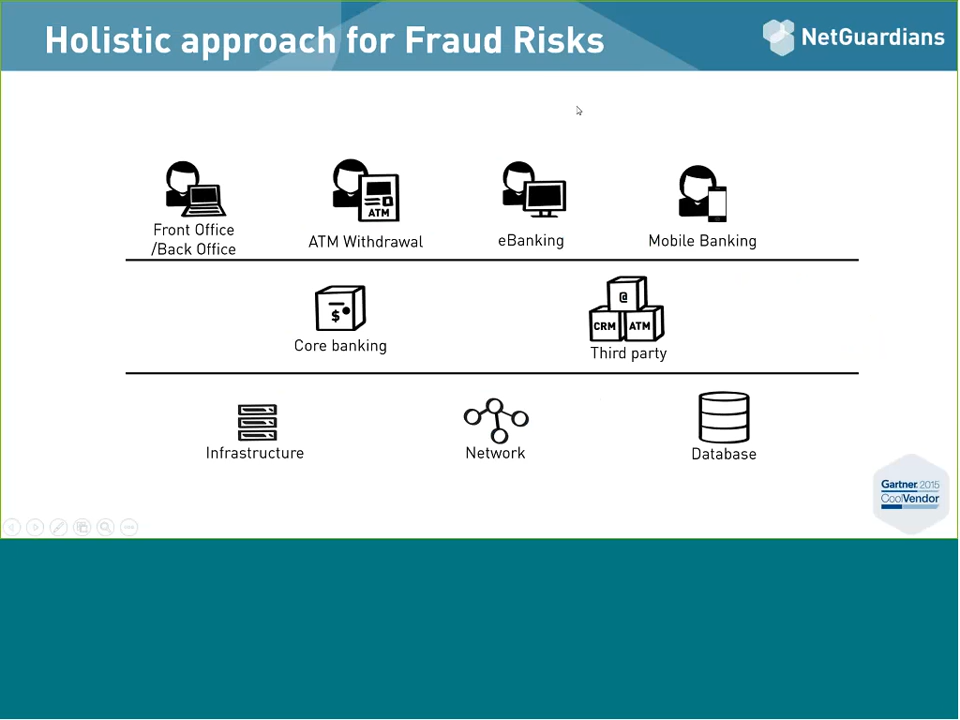 Holistic approach for Fraud Risks
NetGuardians
ATM
Front Office
/Back Office
ATM Withdrawal
eBanking
Mobile Banking
$
@
CRM
ATM
Core banking
Third party
Infrastructure
Network
Database
Gartner. 2015
CoolVendor